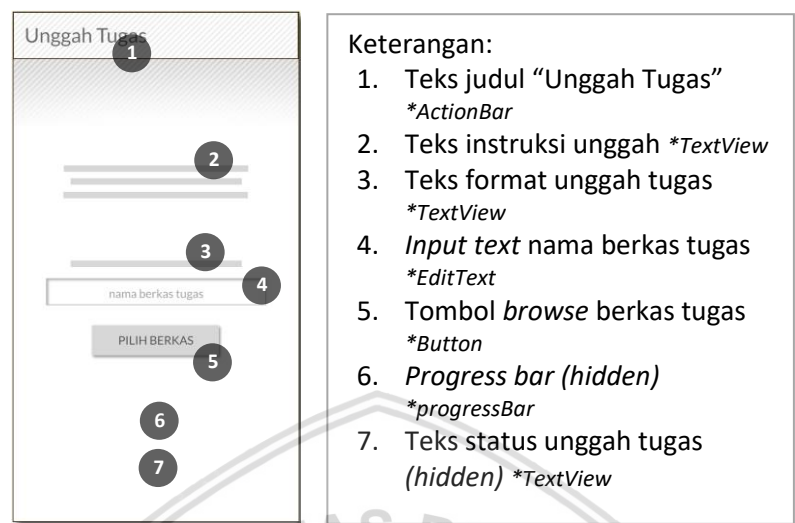 Unggah Tugas
1
2
3
nama berkas tugas
4
PILIH BERKAS
5
6
7
Keterangan:
1. Teks judul “Unggah Tugas”
*ActionBar
2. Teks instruksi unggah *TextView
3. Teks format unggah tugas
*TextView
4. Input text nama berkas tugas
*EditText
5. Tombol browse berkas tugas
*Button
6. Progress bar (hidden)
*progressBar
7. Teks status unggah tugas
(hidden) *TextView